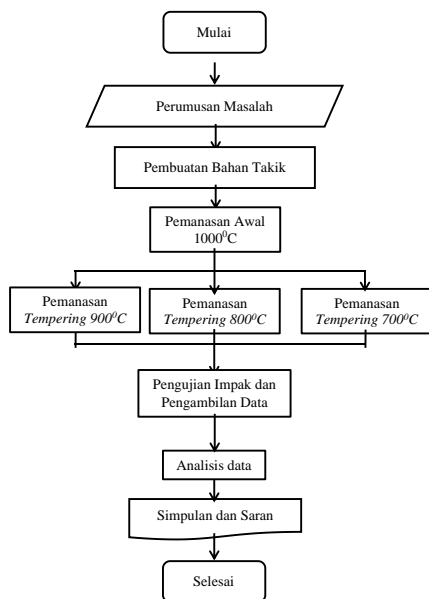 Mulai
Perumusan Masalah
Pembuatan Bahan Takik
Pemanasan Awal
1000⁰C
Pemanasan
Tempering 900⁰C
Pemanasan
Tempering 800⁰C
Pemanasan
Tempering 700⁰C
Pengujian Impak dan
Pengambilan Data
Analisis data
Simpulan dan Saran
Selesai